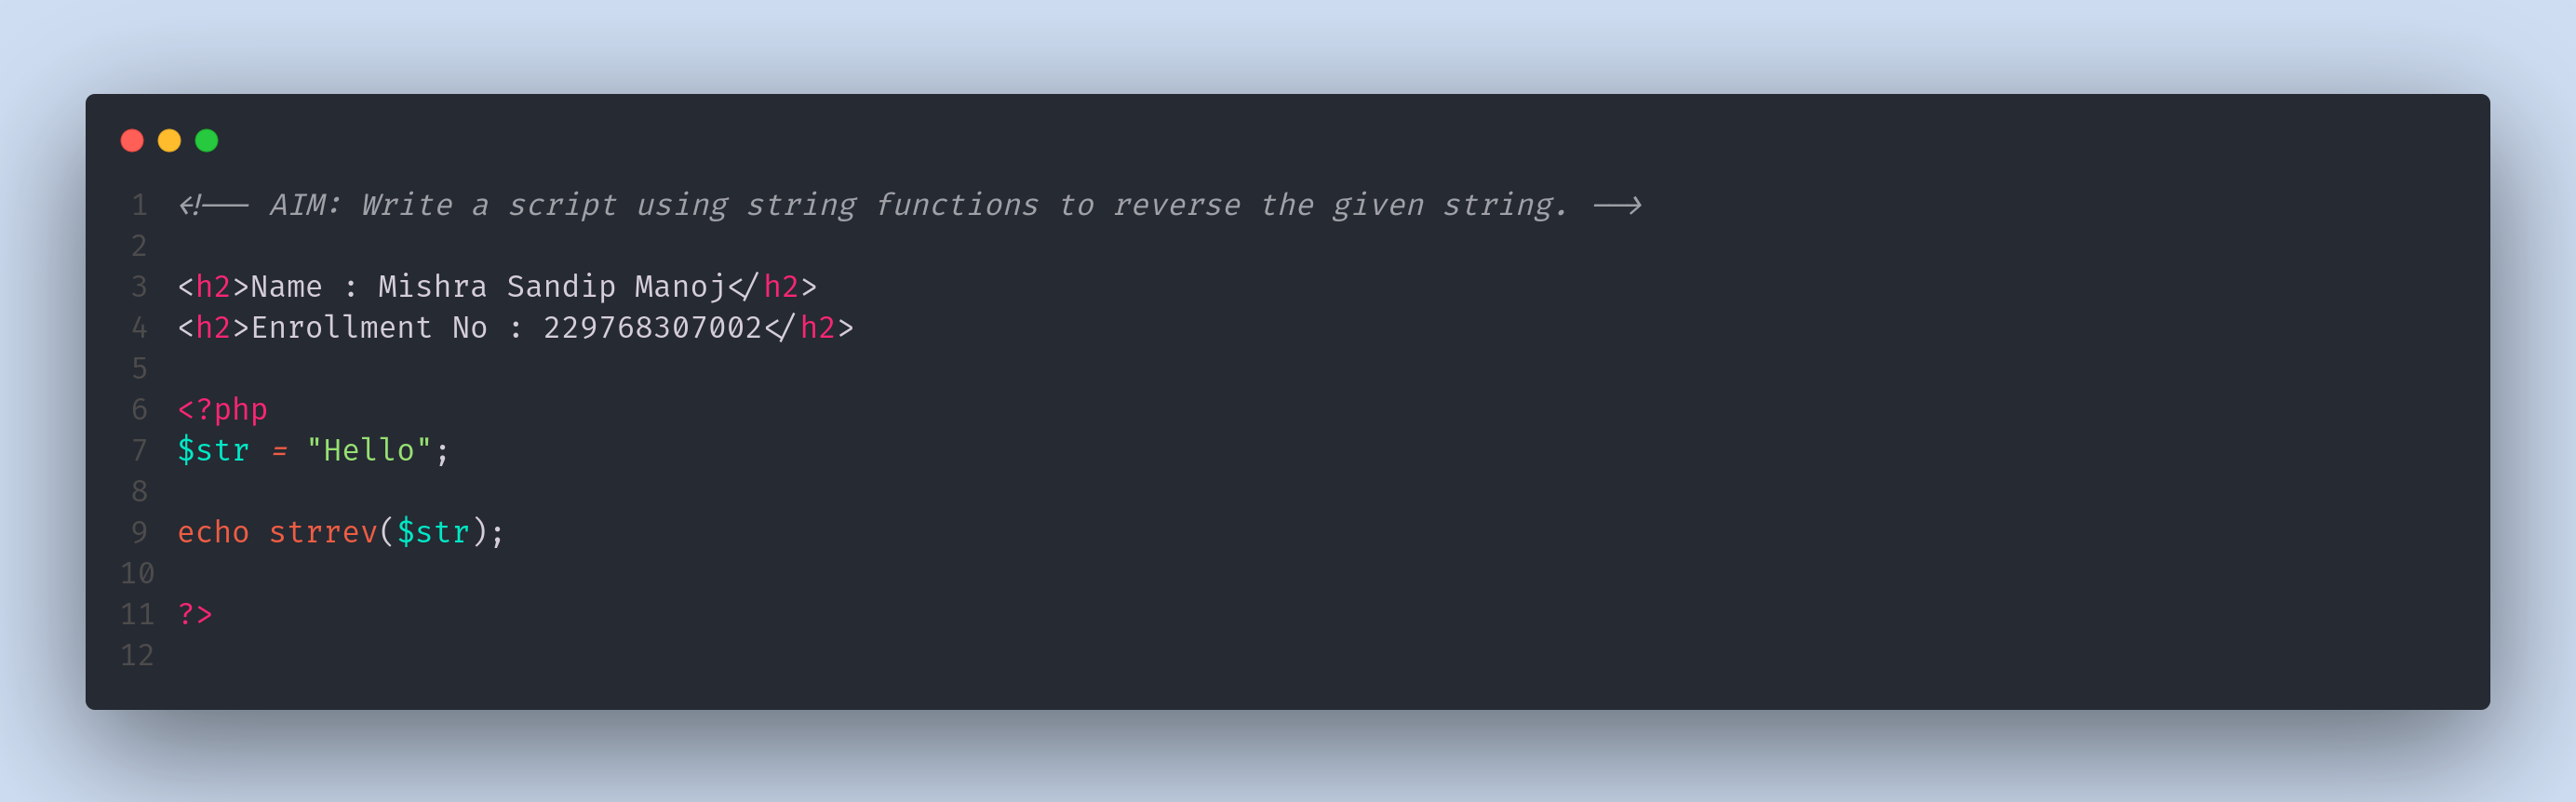 1 <!-- AIM: Write a script using string functions to reverse the given string. -->
2
3 <h2>Name : Mishra Sandip Manoj</h2>
4 <h2>Enrollment No : 229768307002</h2>
5
6 <?php
7 $str = "Hello";
8
9 echo strrev($str);
10
11 ?>
12